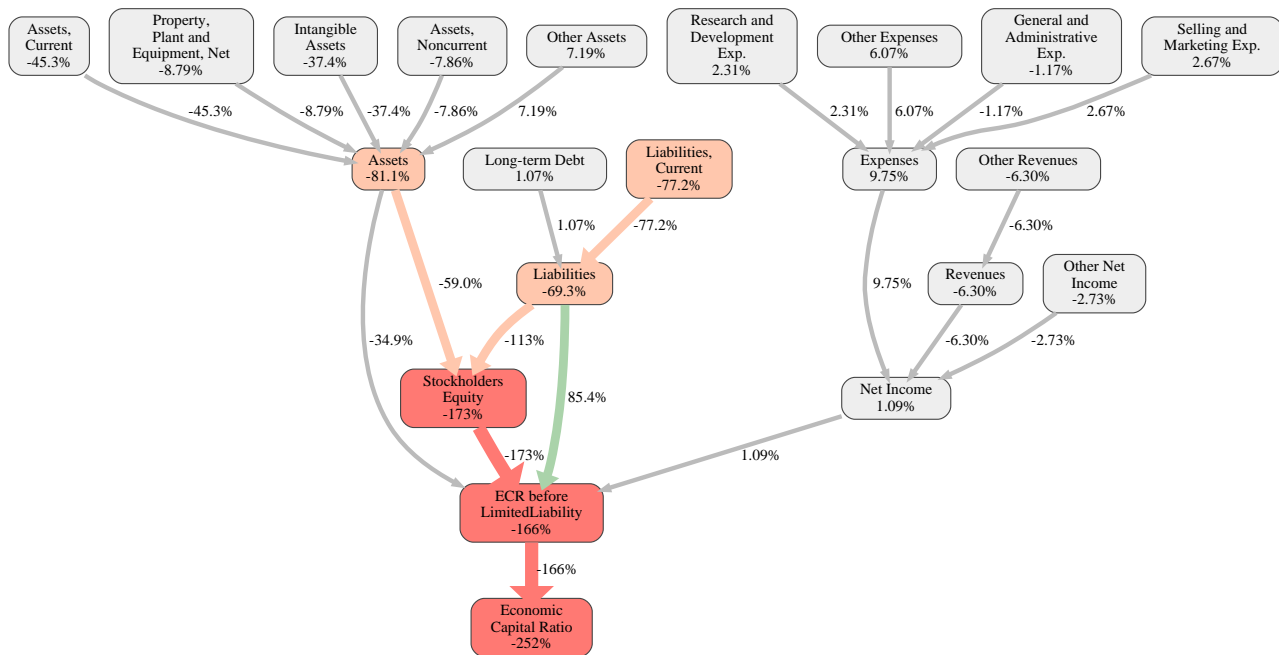 Assets,
Current
-45.3%
Property,
Plant and
Equipment, Net
-8.79%
Intangible
Assets
-37.4%
Assets,
Noncurrent
-7.86%
Other Assets
7.19%
Research and
Development
Exp.
2.31%
Other Expenses
6.07%
General and
Administrative
Exp.
-1.17%
Selling and
Marketing Exp.
2.67%
-45.3%
-8.79%
-37.4%
-7.86%
7.19%
2.31%
6.07%
-1.17%
2.67%
Assets
-81.1%
Long-term Debt
1.07%
Liabilities,
Current
-77.2%
Expenses
9.75%
Other Revenues
-6.30%
1.07%
-77.2%
-6.30%
-59.0%
Liabilities
-69.3%
9.75%
Revenues
-6.30%
Other Net
Income
-2.73%
-34.9%
-113%
-6.30%
-2.73%
Stockholders
Equity
-173%
85.4%
Net Income
1.09%
-173%
1.09%
ECR before
LimitedLiability
-166%
-166%
Economic
Capital Ratio
-252%